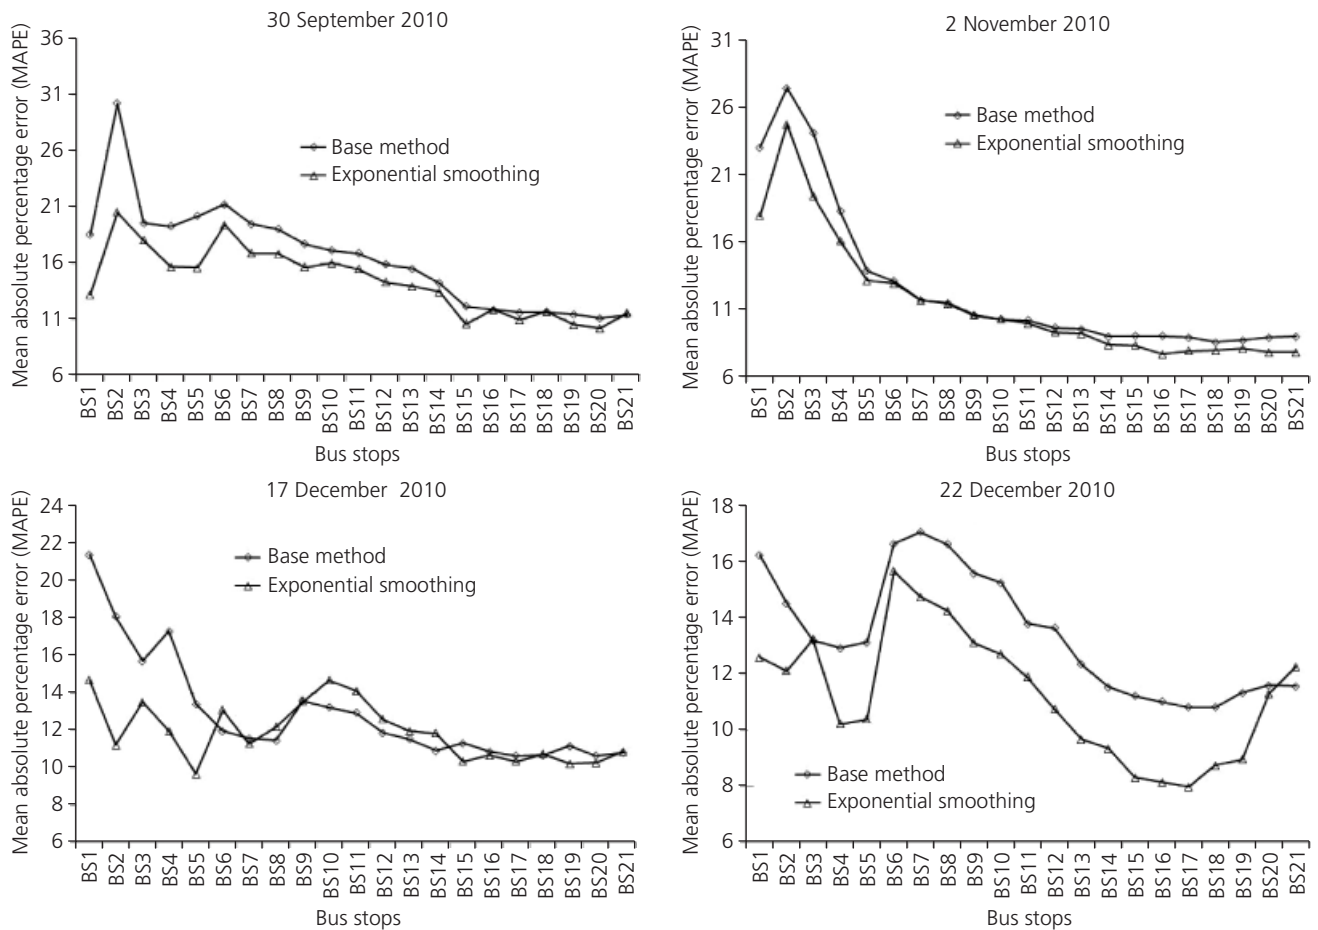 30 September 2010
Mean absolute percentage error (MAPE)
36
31
26
21
16
11
6
Base method
Exponential smoothing
BS1 BS2 BS3 BS4 BS5 BS6 BS7 BS8 BS9 BS10 BS11 BS12 BS13 BS14 BS15 BS16 BS17 BS18 BS19 BS20 BS21
Bus stops
2 November 2010
Mean absolute percentage error (MAPE)
31
26
21
16
11
6
Base method
Exponential smoothing
BS1 BS2 BS3 BS4 BS5 BS6 BS7 BS8 BS9 BS10 BS11 BS12 BS13 BS14 BS15 BS16 BS17 BS18 BS19 BS20 BS21
Bus stops
17 December 2010
Mean absolute percentage error (MAPE)
24
22
20
18
16
14
12
10
8
6
Base method
Exponential smoothing
BS1 BS2 BS3 BS4 BS5 BS6 BS7 BS8 BS9 BS10 BS11 BS12 BS13 BS14 BS15 BS16 BS17 BS18 BS19 BS20 BS21
Bus stops
22 December 2010
Mean absolute percentage error (MAPE)
18
16
14
12
10
8
6
Base method
Exponential smoothing
BS1 BS2 BS3 BS4 BS5 BS6 BS7 BS8 BS9 BS10 BS11 BS12 BS13 BS14 BS15 BS16 BS17 BS18 BS19 BS20 BS21
Bus stops